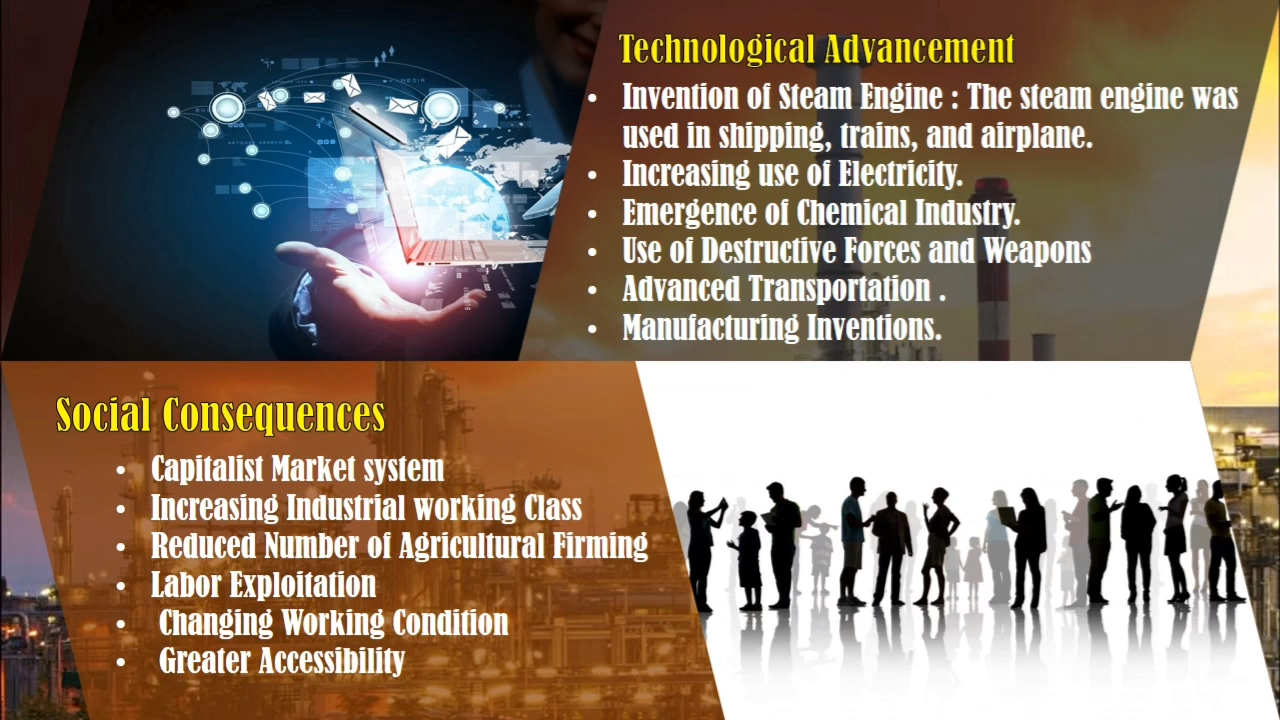 Technological Advancement
• Invention of Steam Engine : The steam engine was
used in shipping, trains, and airplane.
• Increasing use of Electricity.
• Emergence of Chemical Industry.
• Use of Destructive Forces and Weapons
• Advanced Transportation .
• Manufacturing Inventions.
Social Consequences
• Capitalist Market system
• Increasing Industrial working Class
• Reduced Number of Agricultural Firming
• Labor Exploitation
• Changing Working Condition
• Greater Accessibility